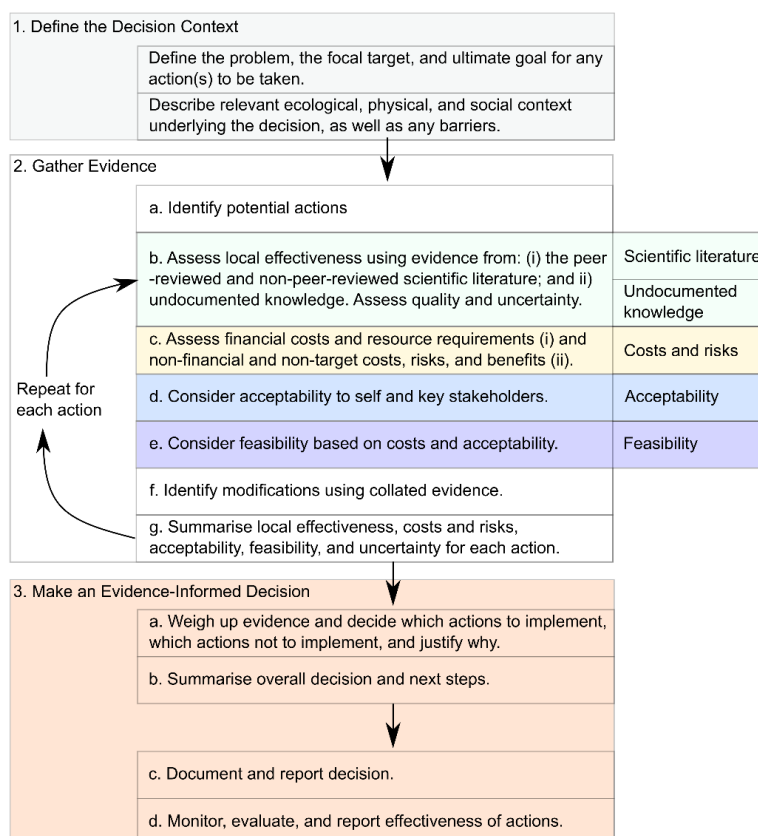 1. Define the Decision Context
Define the problem, the focal target, and ultimate goal for any
action(s) to be taken.
Describe relevant ecological, physical, and social context
underlying the decision, as well as any barriers.
2. Gather Evidence
a. Identify potential actions
b. Assess local effectiveness using evidence from: (i) the peer
-reviewed and non-peer-reviewed scientific literature; and ii)
undocumented knowledge. Assess quality and uncertainty.
Scientific literature
Undocumented
knowledge
c. Assess financial costs and resource requirements (i) and
non-financial and non-target costs, risks, and benefits (ii).
Costs and risks
d. Consider acceptability to self and key stakeholders.
Acceptability
e. Consider feasibility based on costs and acceptability.
Feasibility
f. Identify modifications using collated evidence.
g. Summarise local effectiveness, costs and risks,
acceptability, feasibility, and uncertainty for each action.
Repeat for
each action
3. Make an Evidence-Informed Decision
a. Weigh up evidence and decide which actions to implement,
which actions not to implement, and justify why.
b. Summarise overall decision and next steps.
c. Document and report decision.
d. Monitor, evaluate, and report effectiveness of actions.